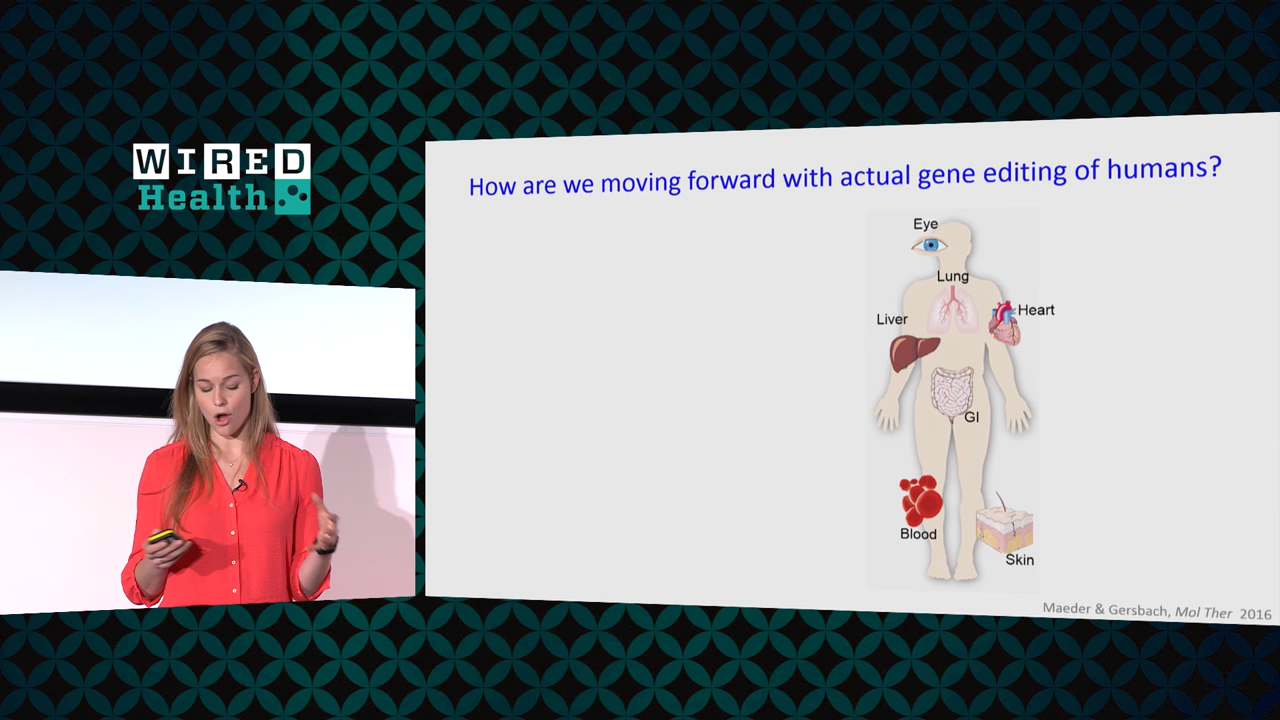 WIRED
Health
How are we moving forward with actual gene editing of humans?
Eye
Lung
Liver
Heart
GI
Blood
Skin
Maeder & Gersbach, Mol Ther 2016